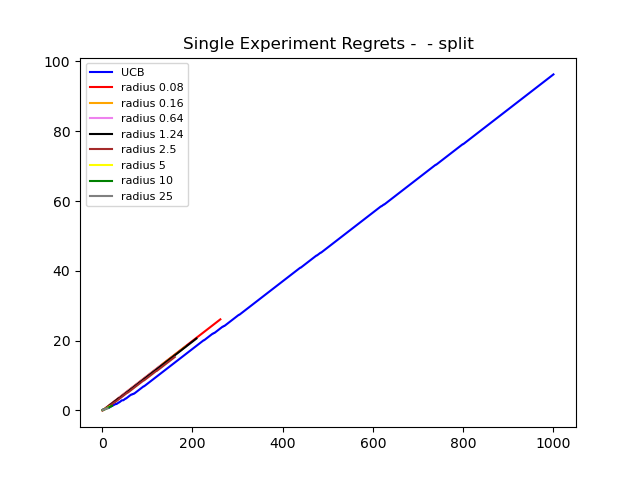 Single Experiment Regrets -  - split
100
80
60
40
20
0
UCB
radius 0.08
radius 0.16
radius 0.64
radius 1.24
radius 2.5
radius 5
radius 10
radius 25
0 200 400 600 800 1000